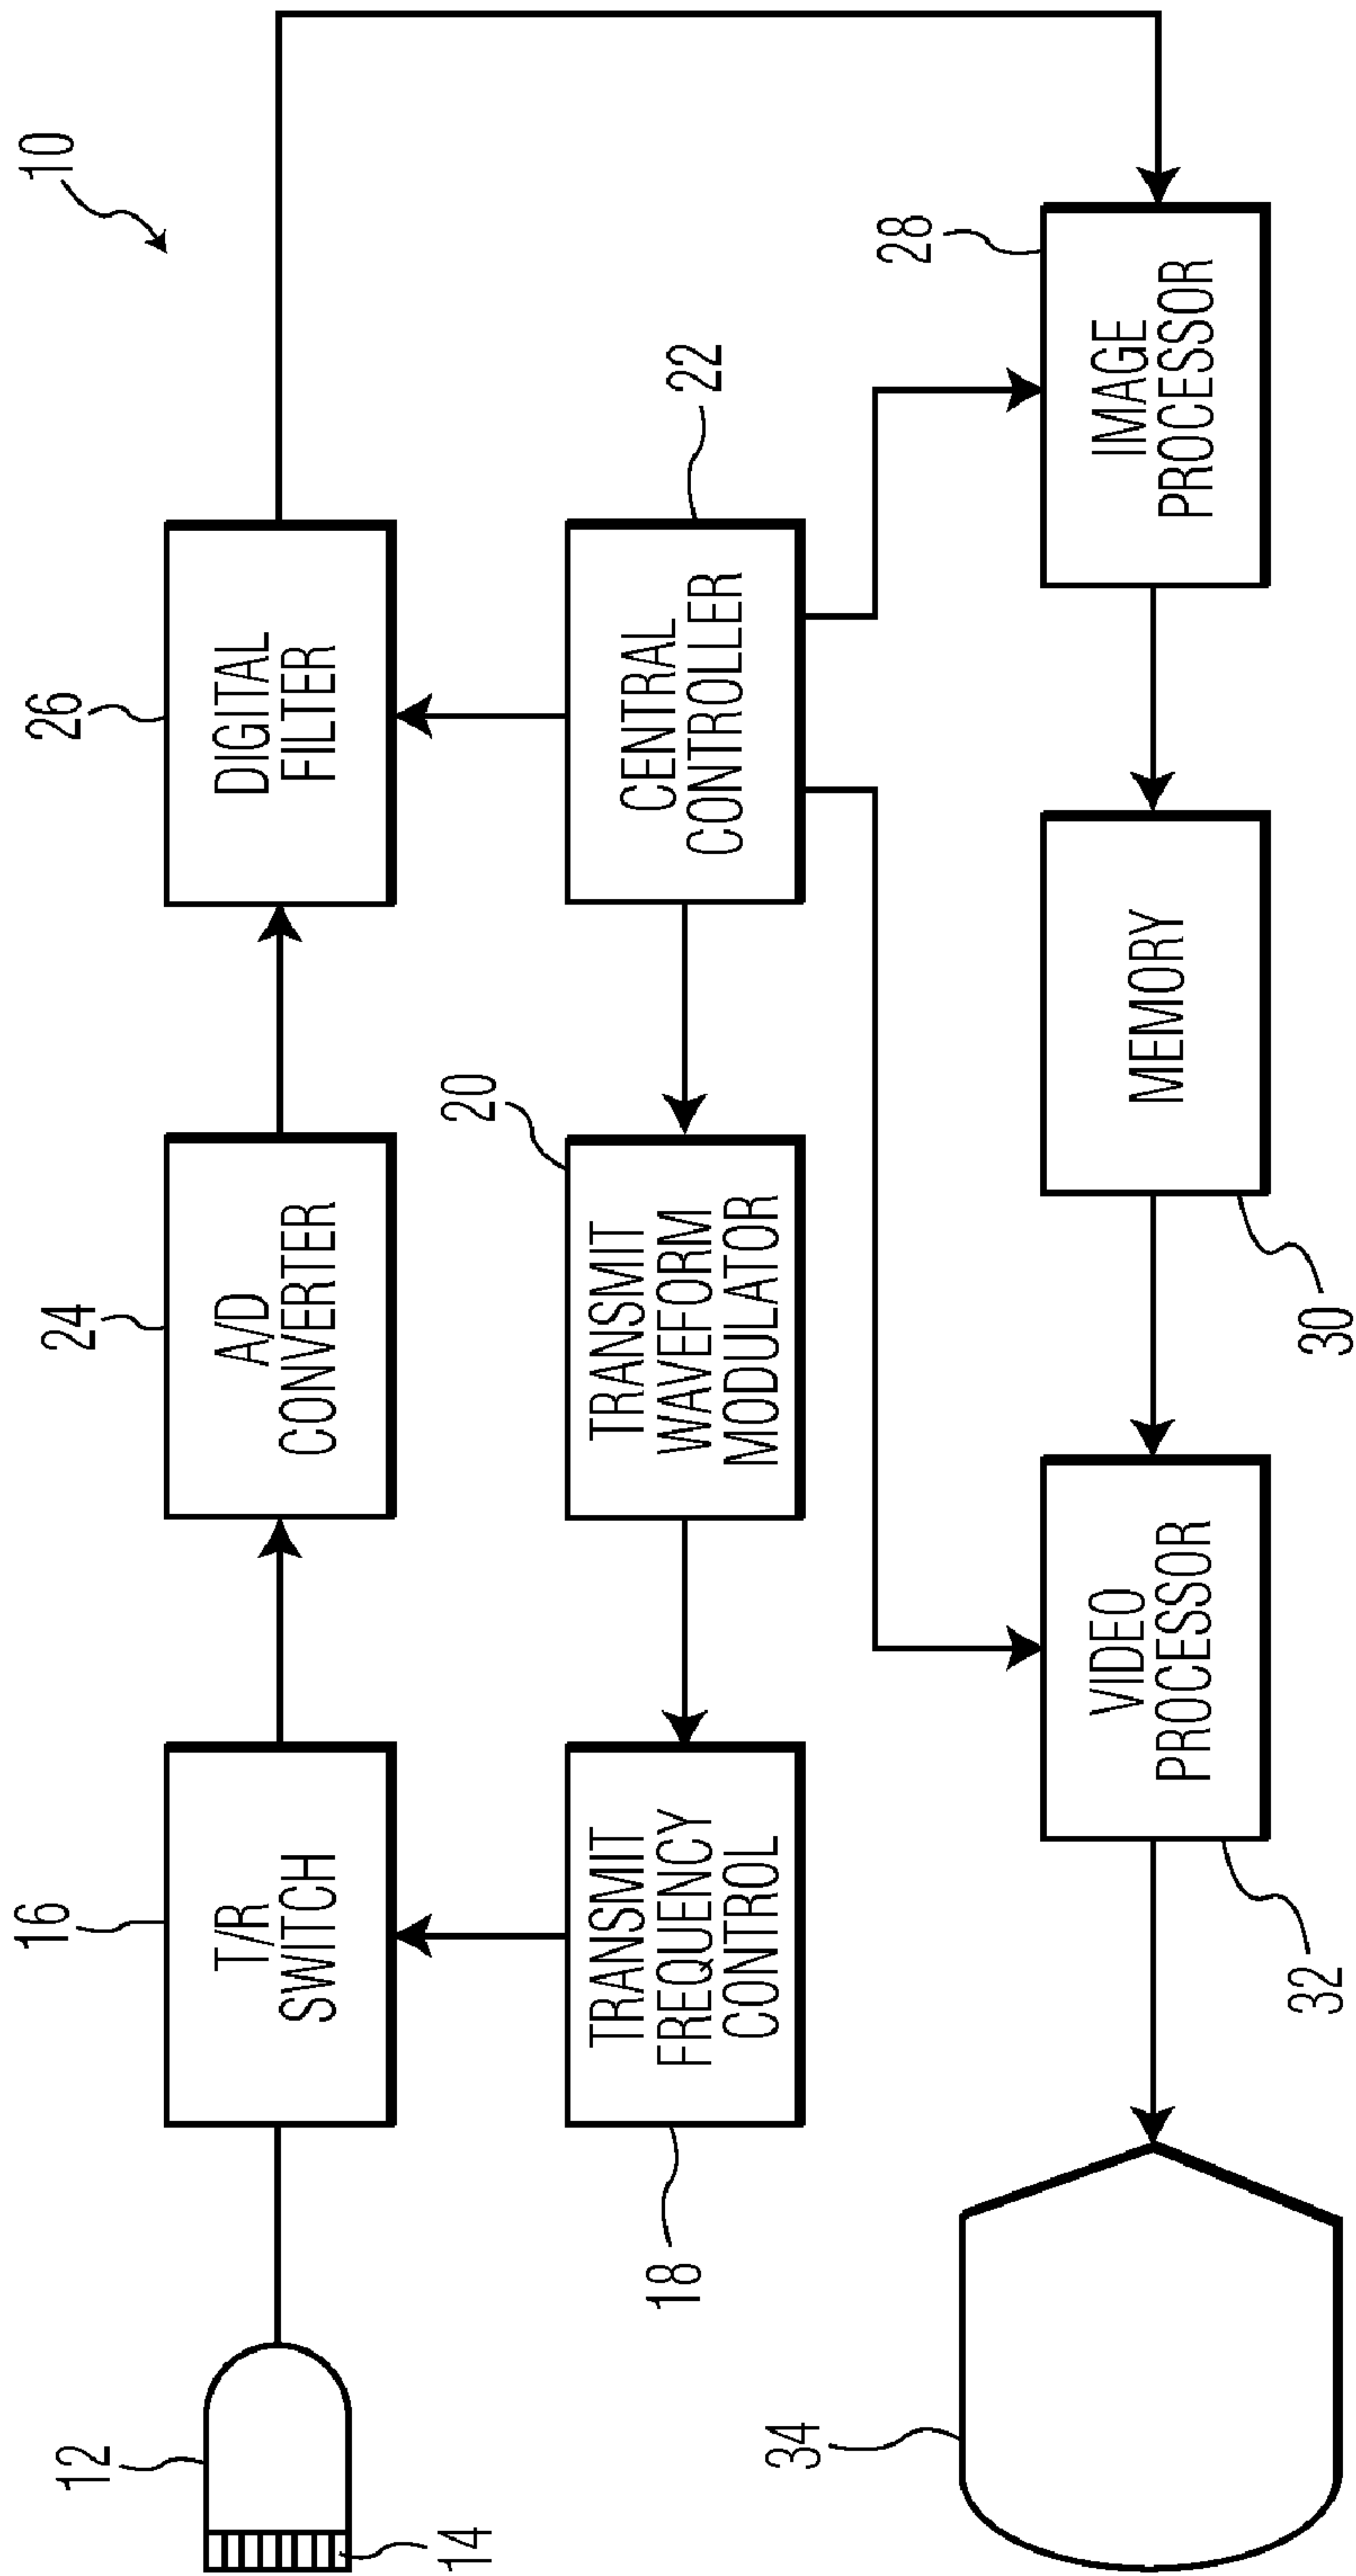 10
26
DIGITAL
FILTER
24
A/D
CONVERTER
16
T/R
SWITCH
12
14
22
CENTRAL
CONTROLLER
20
TRANSMIT
WAVEFORM
MODULATOR
18
TRANSMIT
FREQUENCY
CONTROL
28
IMAGE
PROCESSOR
30
MEMORY
32
VIDEO
PROCESSOR
34